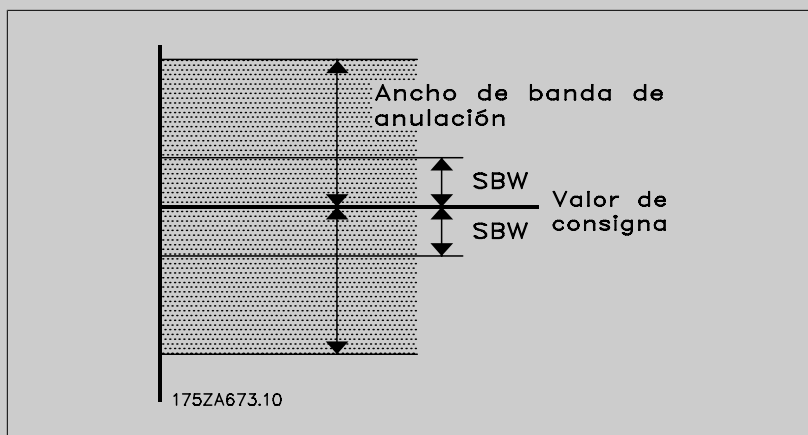 Ancho de banda de
anulación
SBW
Valor de
consigna
SBW
175ZA673.10